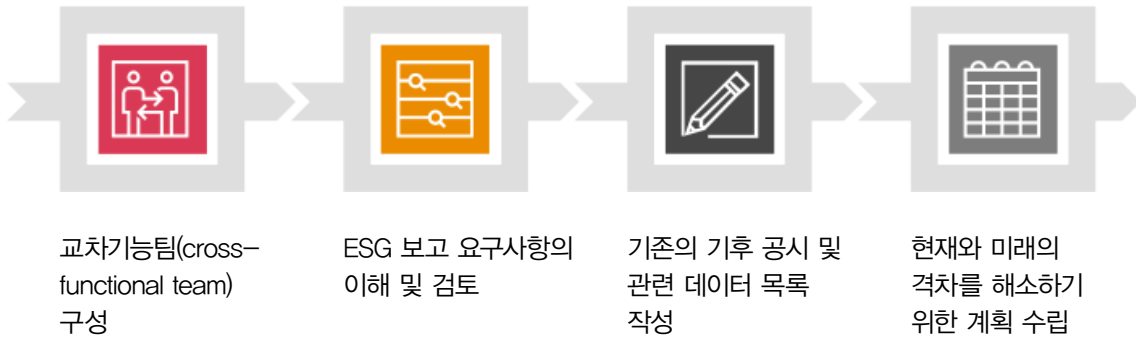 교차기능팀(cross-
functional team)
구성
ESG 보고 요구사항의
이해 및 검토
기존의 기후 공시 및
관련 데이터 목록
작성
현재와 미래의
격차를 해소하기
위한 계획 수립